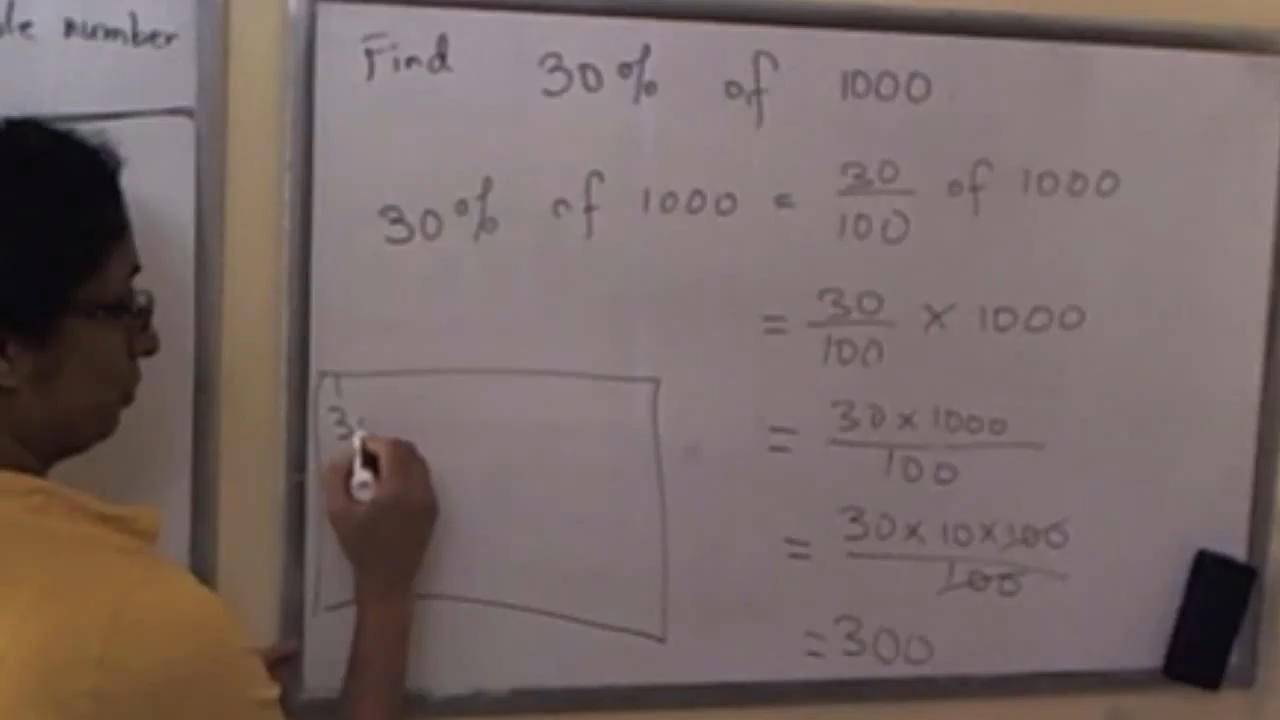 number
Find 30% of 1000
30% of 1000 = 30/100 of 1000
= 30/100 × 1000
= 30 × 1000 / 100
= 30 × 10 × 100 / 100
= 300
3